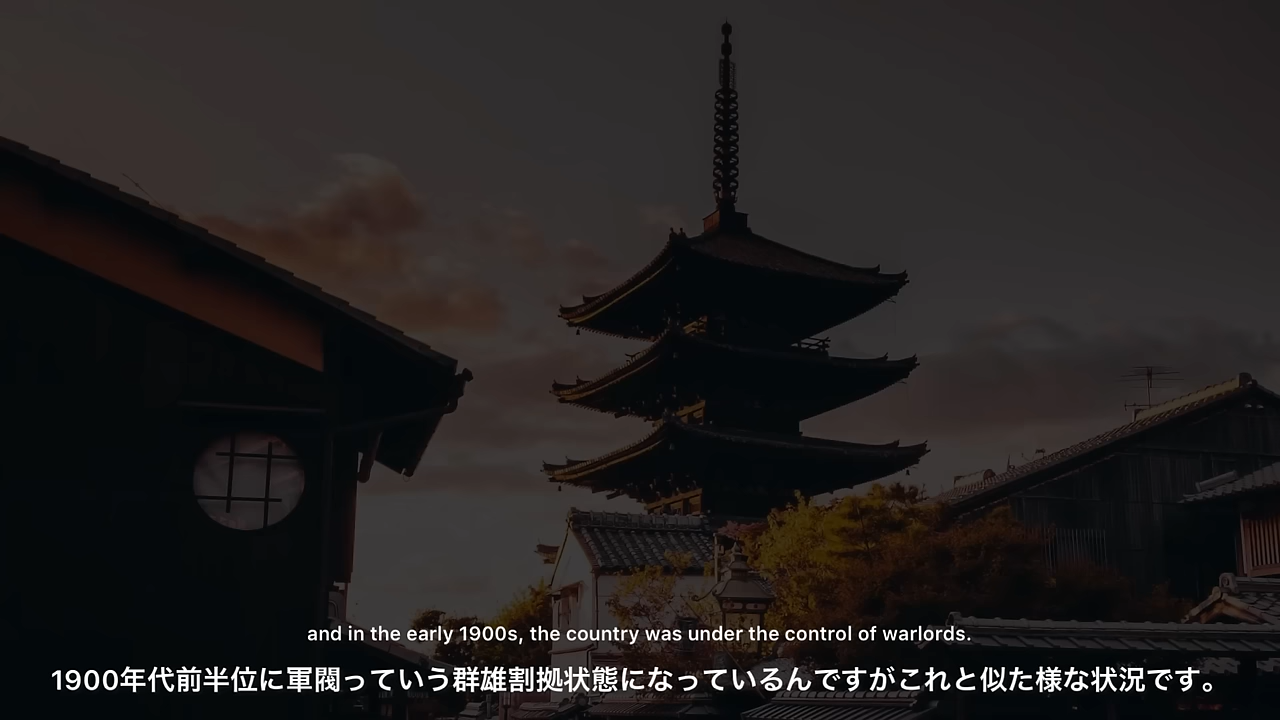 and in the early 1900s, the country was under the control of warlords.
1900年代前半位に軍閥っていう群雄割拠状態になっているんですがこれと似た様な状況です。